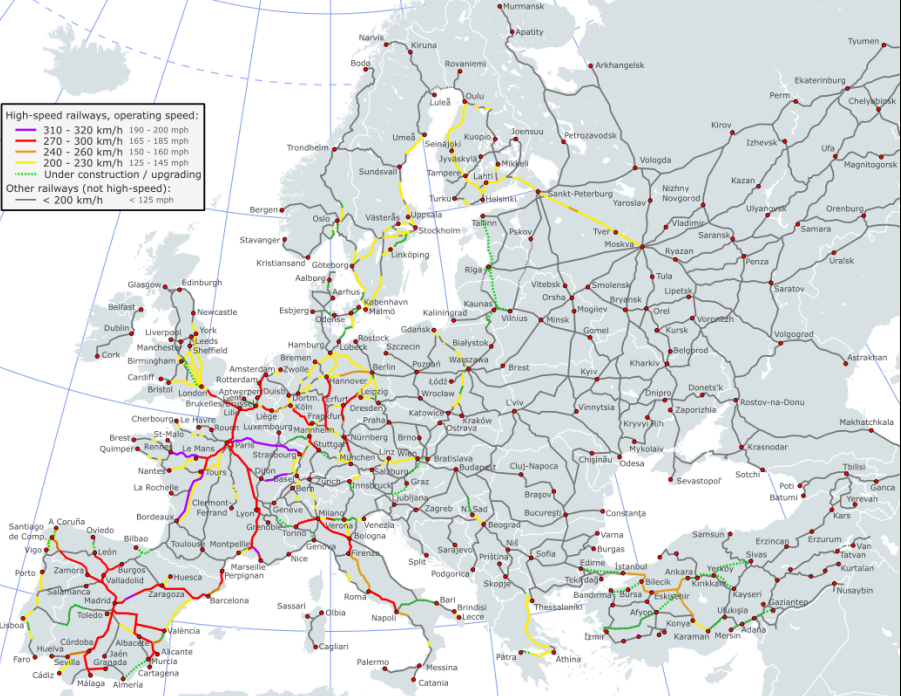 Murmansk
Apatity
Narvik
Kiruna
Tyumen
Bodø
Rovaniemi
Arkhangelsk
Ekaterinburg
Luleå
Oulu
Perm
Chelyabinsk
High-speed railways, operating speed:
310 - 320 km/h 190 - 200 mph
270 - 300 km/h 165 - 185 mph
240 - 260 km/h 150 - 160 mph
200 - 230 km/h 125 - 145 mph
Under construction / upgrading
Other railways (not high-speed):
< 200 km/h < 125 mph
Umeå
Kuopio
Joensuu
Petrozavodsk
Kirov
Izhevsk
Ufa
Seinäjoki
Trondheim
Jyväskylä
Mikkeli
Vologda
Magnitogorsk
Sundsvall
Tampere
Lahti
Kazan
Turku
Helsinki
Sankt-Peterburg
Yaroslav
Nizhny
Novgorod
Bergen
Oslo
Västerås
Uppsala
Stockholm
Tallinn
Pskov
Tver
Moskva
Vladimir
Ulyanovsk
Orenburg
Samara
Saransk
Stavanger
Kristiansand
Göteborg
Linköping
Ryazan
Penza
Uralsk
Riga
Aalborg
Glasgow
Edinburgh
Aarhus
Vitebsk
Smolensk
Tula
Lipetsk
Saratov
Belfast
Newcastle
Esbjerg
Odense
København
Malmö
Kaunas
Kaliningrad
Vilnius
Minsk
Orsha
Mogilev
Bryansk
Orel
Voronezh
Dublin
Liverpool
York
Leeds
Manchester
Sheffield
Gdańsk
Gomel
Kursk
Volgograd
Cork
Birmingham
Hamburg
Lübeck
Rostock
Szczecin
Białystok
Belgorod
Astrakhan
Cardiff
Bristol
London
Amsterdam
Rotterdam
Antwerpen
Bremen
Zwolle
Hannover
Berlin
Poznań
Warszawa
Brest
Kyiv
Kharkiv
Łódź
Bruxelles/Brussel
Gent
Duisb.
Dortm.
Leipzig
Wrocław
Dnipro
Donets'k
Rostov-na-Donu
Lille
Liège
Köln
Erfurt
Dresden
Katowice
Kraków
L'viv
Vinnytsia
Zaporizhia
Cherbourg
Le Havre
Rouen
Luxembourg
Frankfurt
Praha
Ostrava
Kryvyi Rih
Makhachkala
Brest
St-Malo
Rennes
Quimper
Le Mans
Paris
Mannheim
Stuttgart
Nürnberg
Brno
Mykolaiv
Krasnodar
Strasbourg
München
Linz
Wien
Bratislava
Chișinău
Odesa
Nantes
Tours
Dijon
Basel
Zürich
Salzburg
Budapest
Cluj-Napoca
Sevastopol'
Sotchi
Tbilisi
La Rochelle
Bern
Innsbruck
Graz
Poti
Batumi
Ganca
Clermont-
Ferrand
Lyon
Genève
Ljubljana
Brașov
Yerevan
Bordeaux
Grenoble
Milano
Verona
Venezia
Zagreb
N. Sad
București
Constanța
Kars
Santiago
de Comp.
A Coruña
Oviedo
Torino
Bologna
Beograd
Toulouse
Montpellier
Genova
Firenze
Sarajevo
Niš
Varna
Burgas
Samsun
Erzincan
Erzurum
Van
Vigo
León
Bilbao
Marseille
Nice
Split
Priština
Sofia
Edirne
Istanbul
Sivas
Tatvan
Porto
Zamora
Burgos
Valladolid
Huesca
Perpignan
Podgorica
Skopje
Tekirdağ
Bilecik
Ankara
Yerköy
Kırıkkale
Kurtalan
Salamanca
Zaragoza
Barcelona
Roma
Bandırma
Bursa
Eskişehir
Kayseri
Nusaybin
Madrid
Sassari
Olbia
Bari
Thessaloniki
Afyon
Ulukışla
Gaziantep
Lisboa
Toledo
Napoli
Brindisi
Lecce
Konya
Adana
València
İzmir
Karaman
Mersin
Córdoba
Albacete
Cagliari
Huelva
Jaén
Alicante
Pátra
Athína
Faro
Sevilla
Granada
Murcia
Palermo
Messina
Cádiz
Cartagena
Málaga
Almería
Catania